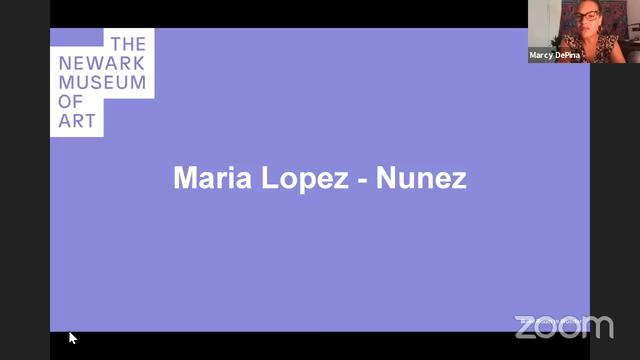 THE
NEWARK
MUSEUM
OF
ART
Marcy DePina
Maria Lopez - Nunez
zoom